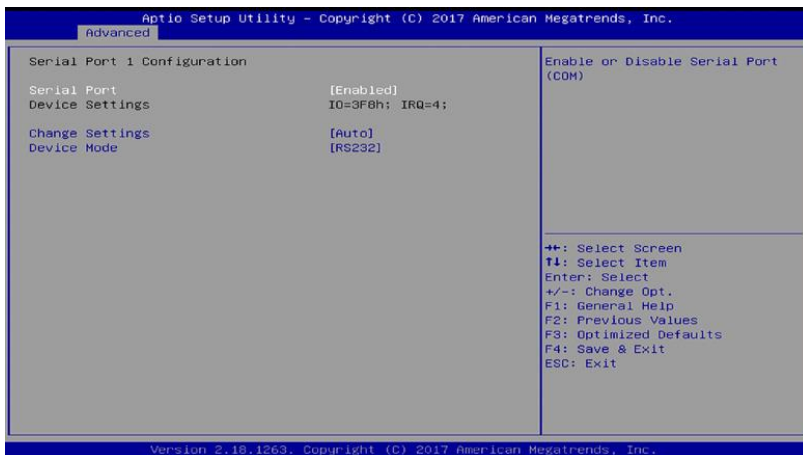 Aptio Setup Utility – Copyright (C) 2017 American Megatrends, Inc.
Advanced
Serial Port 1 Configuration
Serial Port [Enabled]
Device Settings IO=3F8h; IRQ=4;
Change Settings [Auto]
Device Mode [RS232]
Enable or Disable Serial Port
(COM)
→←: Select Screen
↑↓: Select Item
Enter: Select
+/-: Change Opt.
F1: General Help
F2: Previous Values
F3: Optimized Defaults
F4: Save & Exit
ESC: Exit
Version 2.18.1263. Copyright (C) 2017 American Megatrends, Inc.